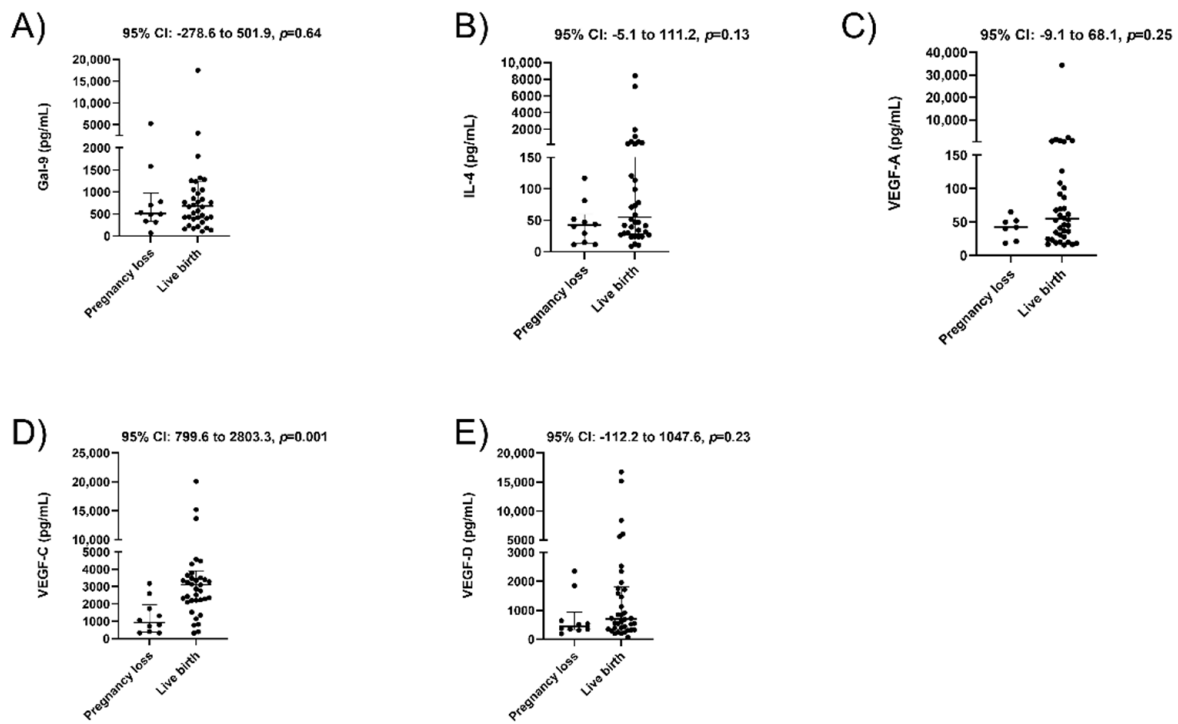 A)
95% CI: -278.6 to 501.9, p=0.64
Gal-9 (pg/mL)
20,000
15,000
10,000
5000
2000
1500
1000
500
0
Pregnancy loss
Live birth
B)
95% CI: -5.1 to 111.2, p=0.13
IL-4 (pg/mL)
10,000
8000
6000
4000
2000
150
100
50
0
Pregnancy loss
Live birth
C)
95% CI: -9.1 to 68.1, p=0.25
VEGF-A (pg/mL)
40,000
30,000
20,000
10,000
150
100
50
0
Pregnancy loss
Live birth
D)
95% CI: 799.6 to 2803.3, p=0.001
VEGF-C (pg/mL)
25,000
20,000
15,000
10,000
5000
4000
3000
2000
1000
0
Pregnancy loss
Live birth
E)
95% CI: -112.2 to 1047.6, p=0.23
VEGF-D (pg/mL)
20,000
15,000
10,000
5000
3000
2000
1000
0
Pregnancy loss
Live birth